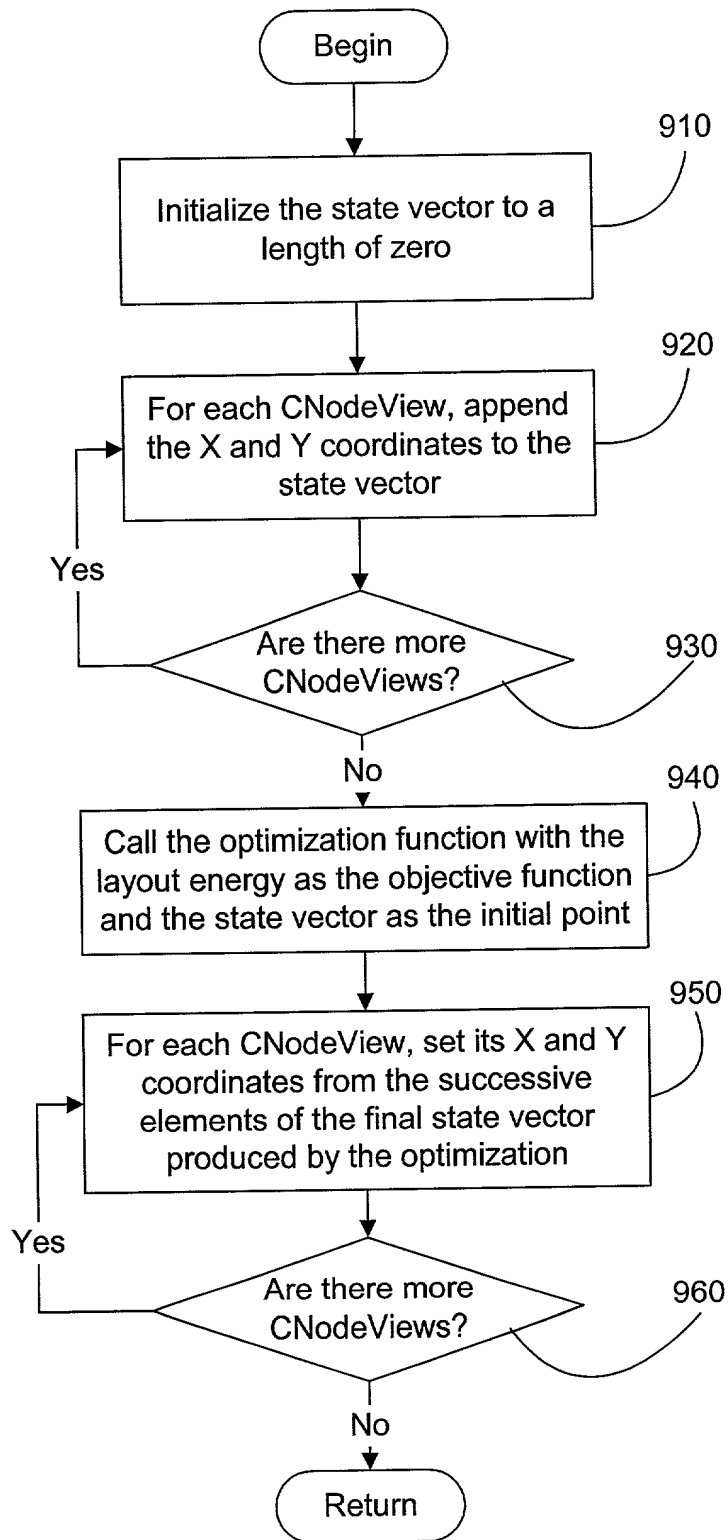 Begin
910
Initialize the state vector to a
length of zero
920
For each CNodeView, append
the X and Y coordinates to the
state vector
Yes
Are there more
CNodeViews?
930
No
940
Call the optimization function with the
layout energy as the objective function
and the state vector as the initial point
950
For each CNodeView, set its X and Y
coordinates from the successive
elements of the final state vector
produced by the optimization
Yes
Are there more
CNodeViews?
960
No
Return